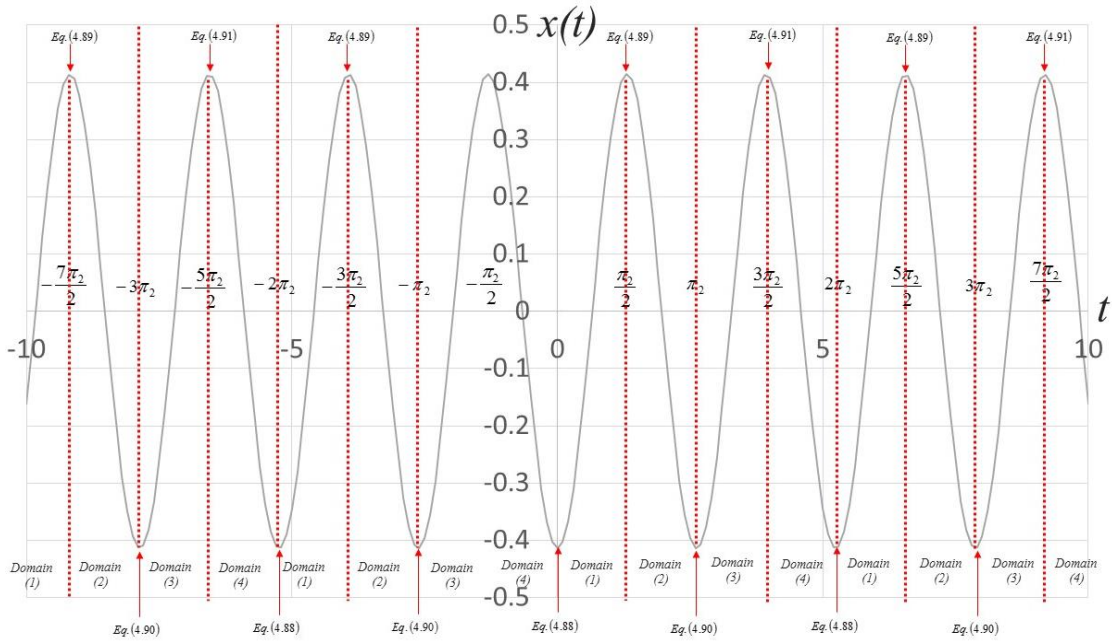 0.5 x(t)
Eq.(4.89) Eq.(4.91) Eq.(4.89) Eq.(4.89) Eq.(4.91) Eq.(4.89) Eq.(4.91)
0.4
0.3
0.2
0.1
-7π₂/2 -3π₂ -5π₂/2 -2π₂ -3π₂/2 -π₂ -π₂/2 π₂/2 π₂ 3π₂/2 2π₂ 5π₂/2 3π₂ 7π₂/2
0 t
-10 -5 0 5 10
-0.1
-0.2
-0.3
-0.4
Domain Domain Domain Domain Domain Domain Domain Domain Domain Domain Domain Domain Domain Domain Domain Domain
(1) (2) (3) (4) (1) (2) (3) (4) (1) (2) (3) (4) (1) (2) (3) (4)
-0.5
Eq.(4.90) Eq.(4.88) Eq.(4.90) Eq.(4.88) Eq.(4.90) Eq.(4.88) Eq.(4.90)